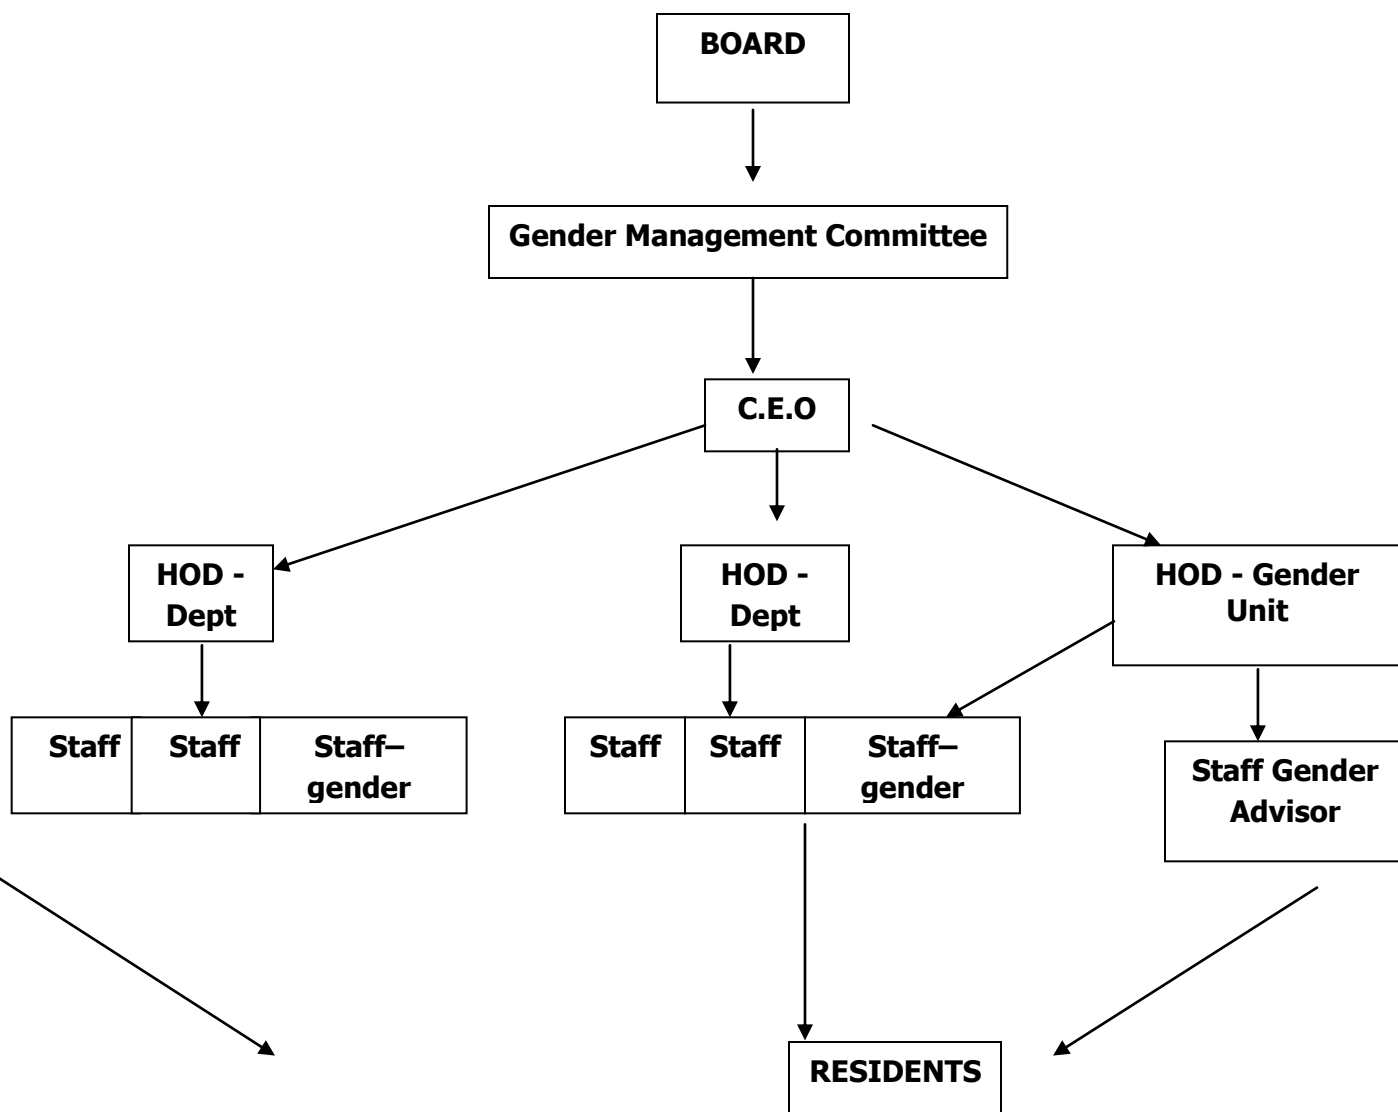 BOARD
Gender Management Committee
C.E.O
HOD -
Dept
HOD -
Dept
HOD - Gender
Unit
Staff
Staff
Staff–
gender
Staff
Staff
Staff–
gender
Staff Gender
Advisor
RESIDENTS